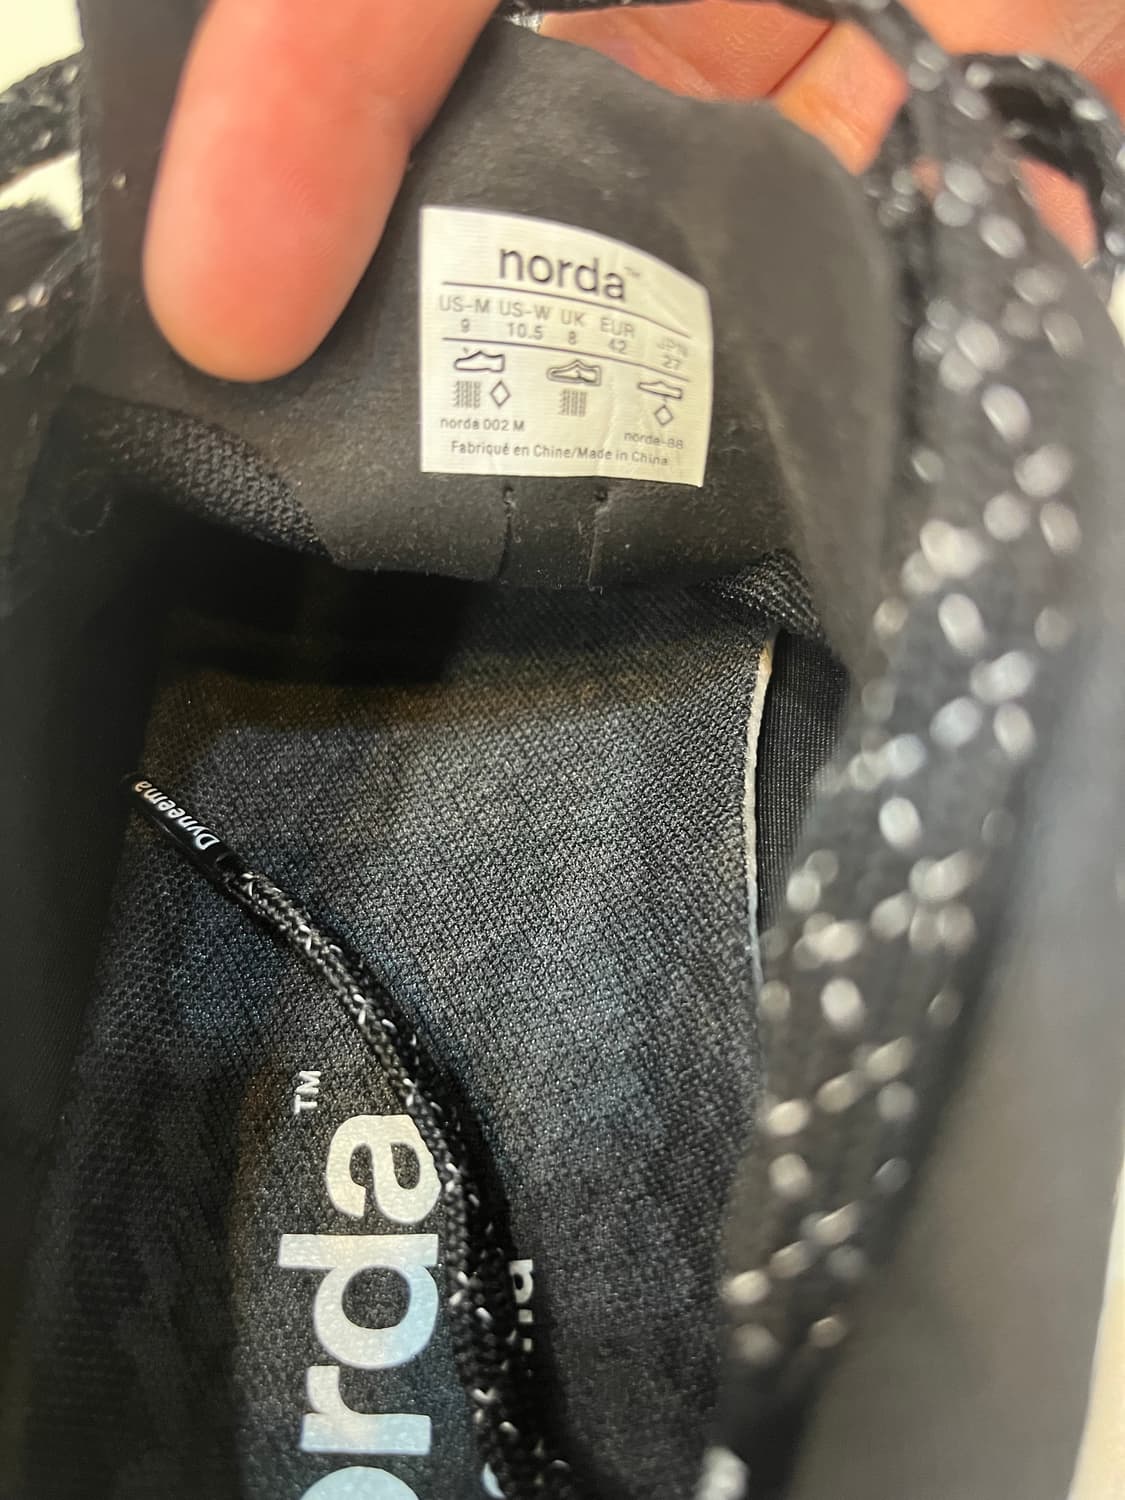 norda™
US-M US-W UK EUR JPN
9 10.5 8 42 27
norda 002 M
norda-88
Fabriqué en Chine/Made in China
Dyneema
rda™